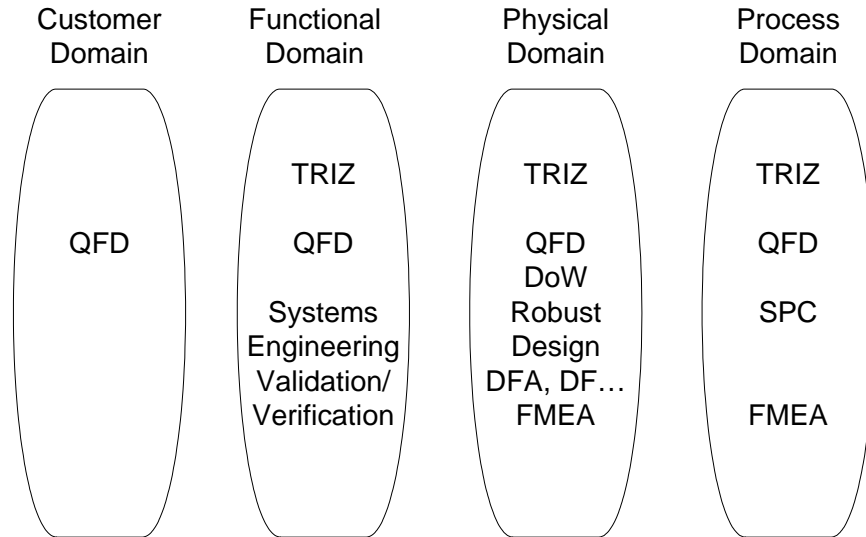 Customer
Domain
Functional
Domain
Physical
Domain
Process
Domain
QFD
TRIZ
QFD
Systems
Engineering
Validation/
Verification
TRIZ
QFD
DoW
Robust
Design
DFA, DF…
FMEA
TRIZ
QFD
SPC
FMEA